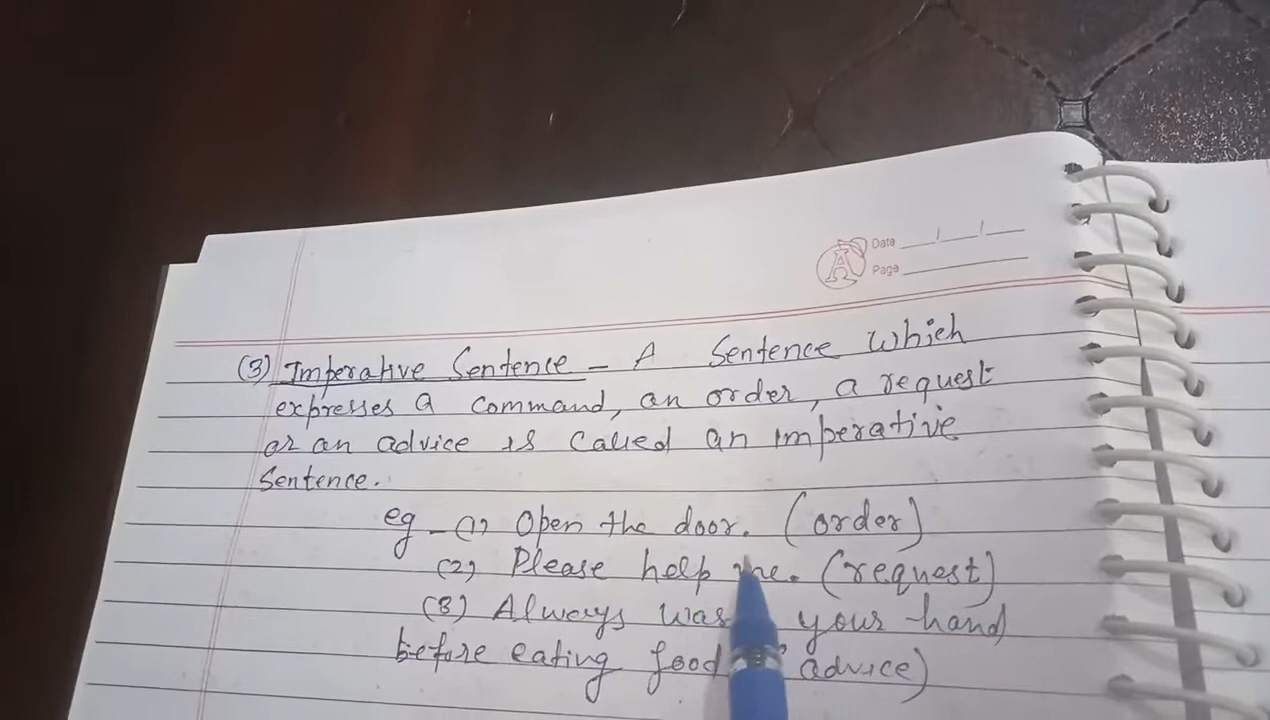 A
Date
Page
(3) Imperative Sentence - A Sentence which
expresses a command, an order, a request
or an advice is called an imperative
Sentence.
eg - (1) Open the door. (order)
(2) Please help me. (request)
(3) Always your hand
before eating food advice)